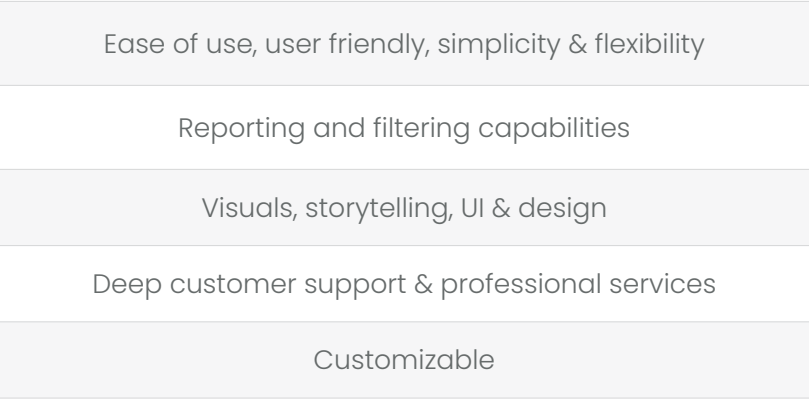 Ease of use, user friendly, simplicity & flexibility
Reporting and filtering capabilities
Visuals, storytelling, UI & design
Deep customer support & professional services
Customizable